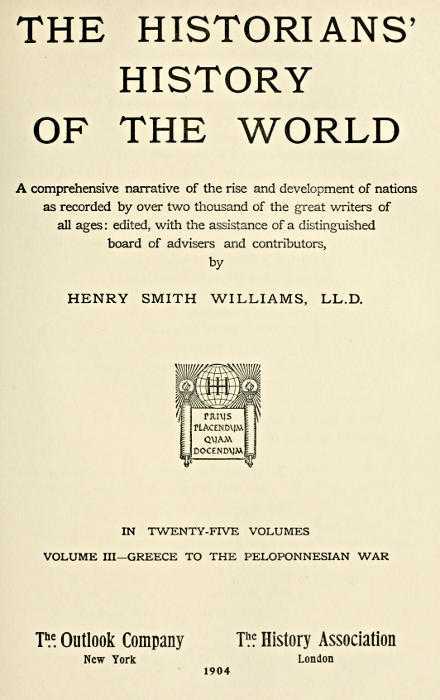 THE HISTORIANS'
HISTORY
OF THE WORLD
A comprehensive narrative of the rise and development of nations
as recorded by over two thousand of the great writers of
all ages: edited, with the assistance of a distinguished
board of advisers and contributors,
by
HENRY SMITH WILLIAMS, LL.D.
HH
PRIUS
PLACENDVM
QUAM
DOCENDVM
IN TWENTY-FIVE VOLUMES
VOLUME III—GREECE TO THE PELOPONNESIAN WAR
The Outlook Company
New York
The History Association
London
1904